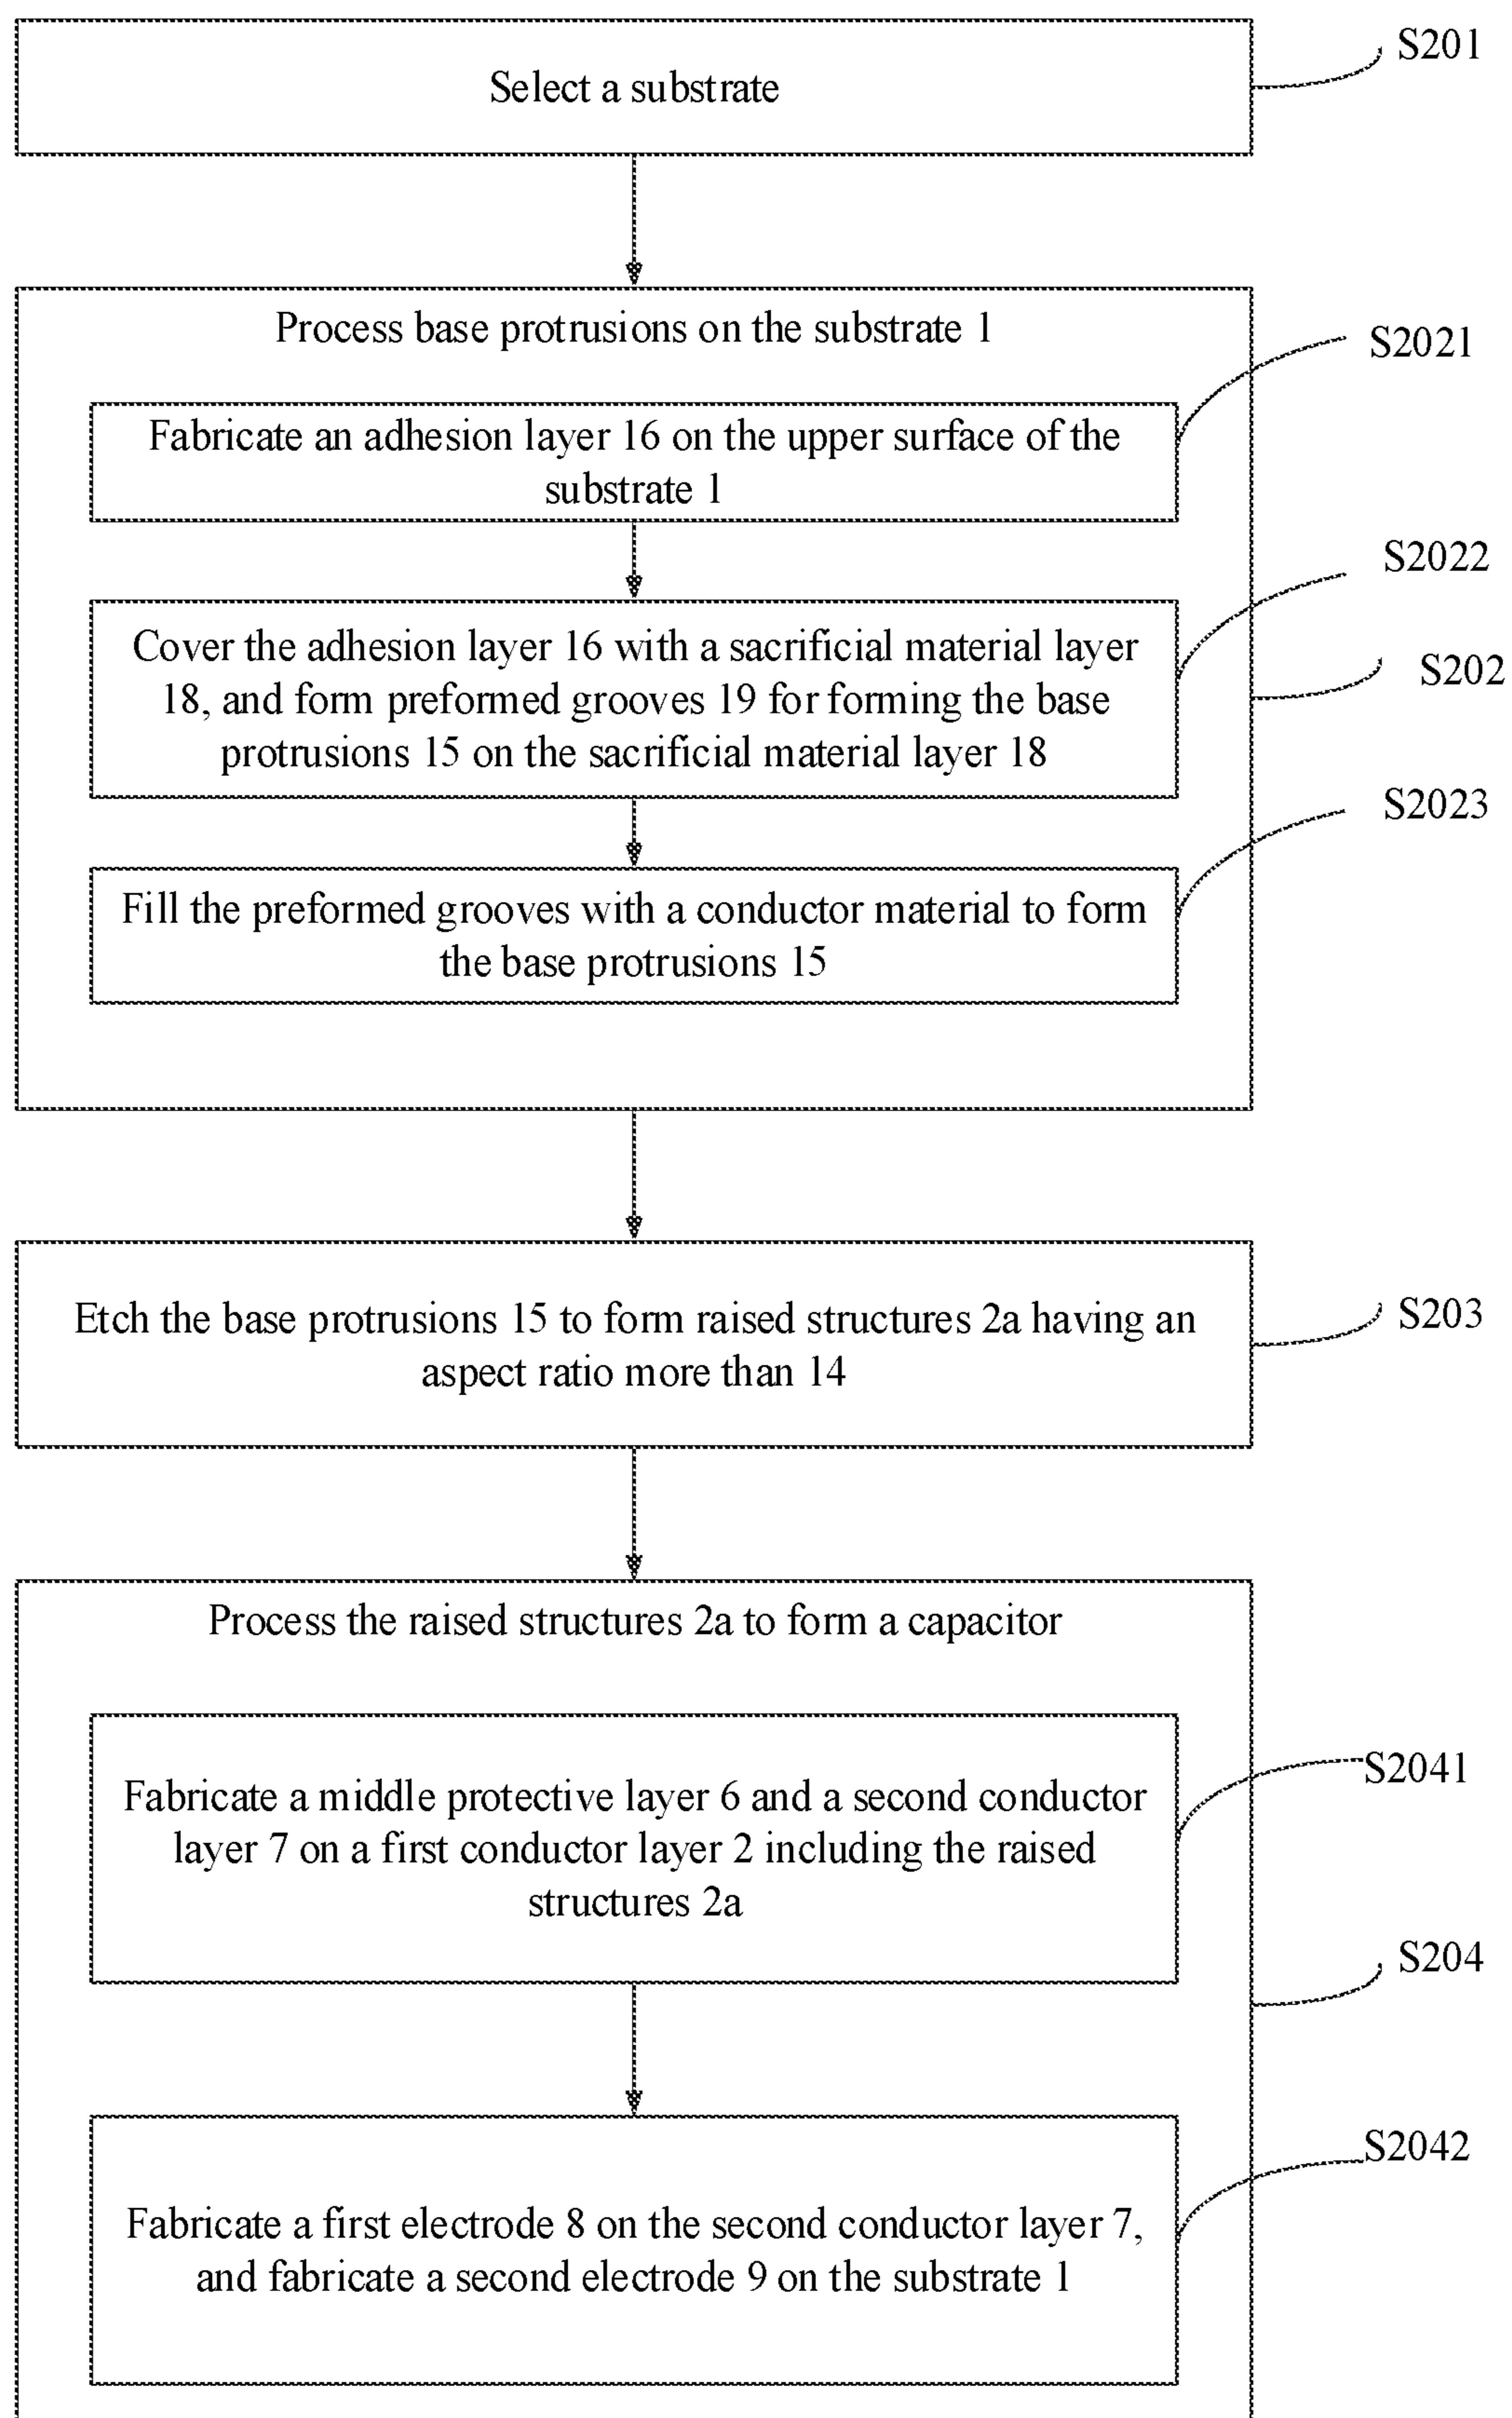 Select a substrate
S201
Process base protrusions on the substrate 1
S2021
Fabricate an adhesion layer 16 on the upper surface of the
substrate 1
S2022
Cover the adhesion layer 16 with a sacrificial material layer
18, and form preformed grooves 19 for forming the base
protrusions 15 on the sacrificial material layer 18
S202
S2023
Fill the preformed grooves with a conductor material to form
the base protrusions 15
Etch the base protrusions 15 to form raised structures 2a having an
aspect ratio more than 14
S203
Process the raised structures 2a to form a capacitor
S2041
Fabricate a middle protective layer 6 and a second conductor
layer 7 on a first conductor layer 2 including the raised
structures 2a
S204
S2042
Fabricate a first electrode 8 on the second conductor layer 7,
and fabricate a second electrode 9 on the substrate 1